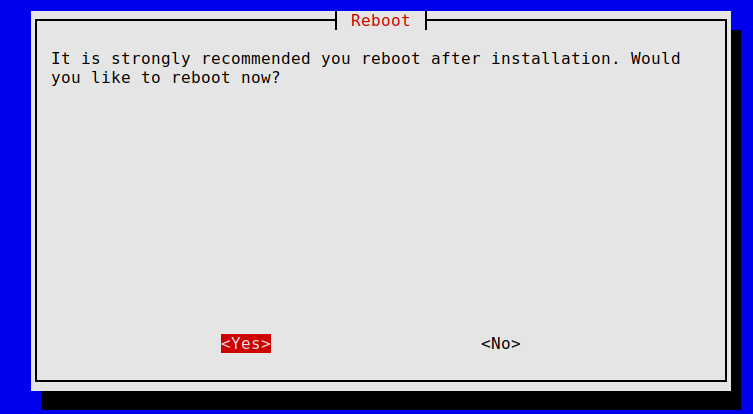 Reboot
It is strongly recommended you reboot after installation. Would
you like to reboot now?
<Yes> <No>